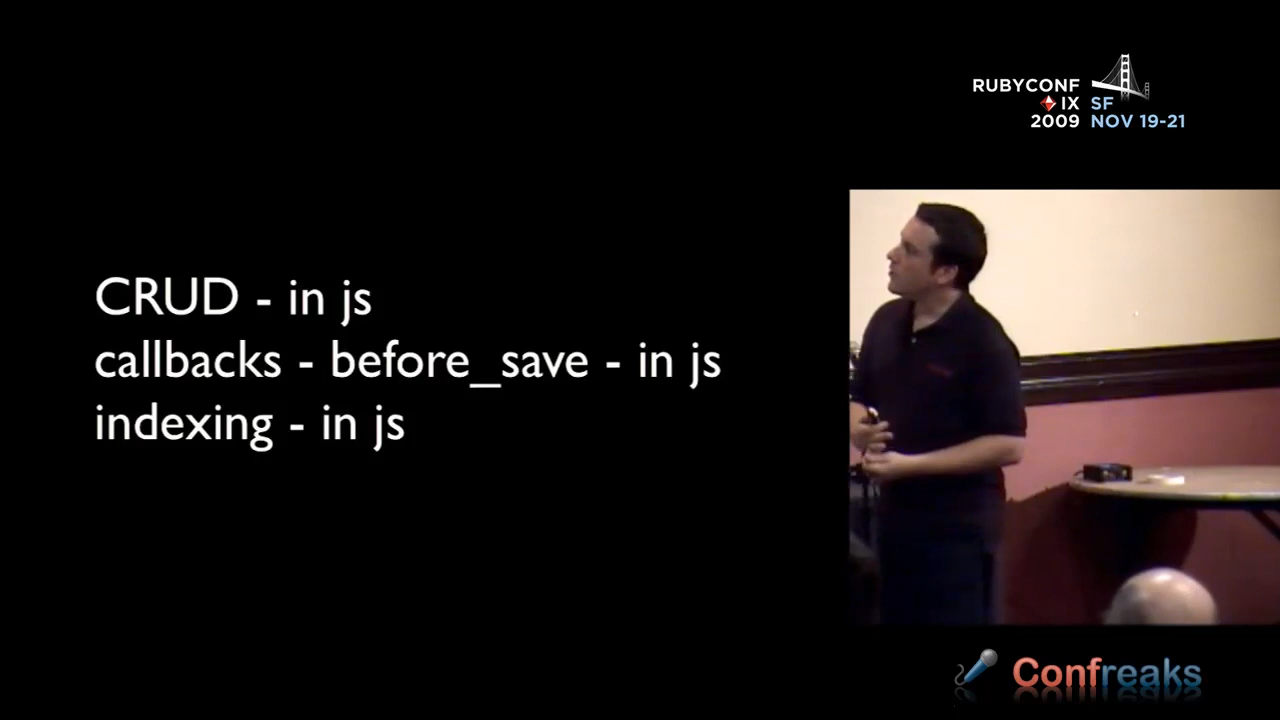 RUBYCONF
IX SF
2009 NOV 19-21
CRUD - in js
callbacks - before_save - in js
indexing - in js
Confreaks